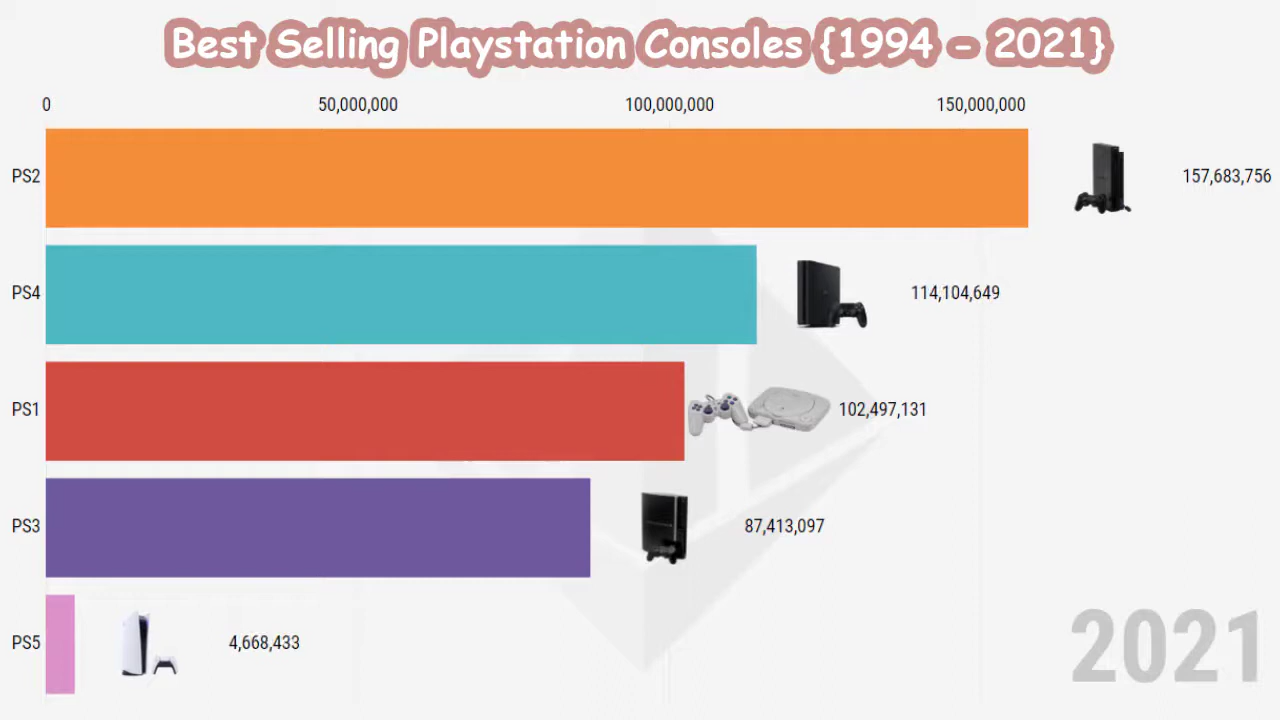 Best Selling Playstation Consoles {1994 – 2021}
0 50,000,000 100,000,000 150,000,000
PS2 157,683,756
PS4 114,104,649
PS1 102,497,131
PS3 87,413,097
PS5 4,668,433
2021